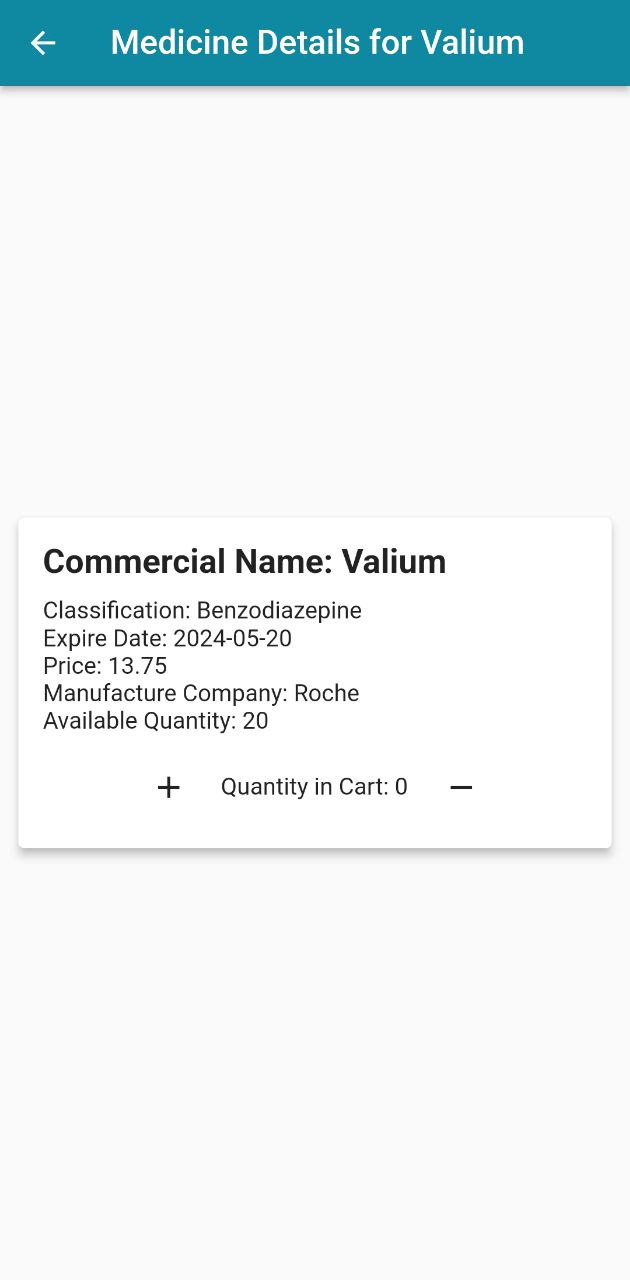 Medicine Details for Valium
Commercial Name: Valium
Classification: Benzodiazepine
Expire Date: 2024-05-20
Price: 13.75
Manufacture Company: Roche
Available Quantity: 20
+ Quantity in Cart: 0 −